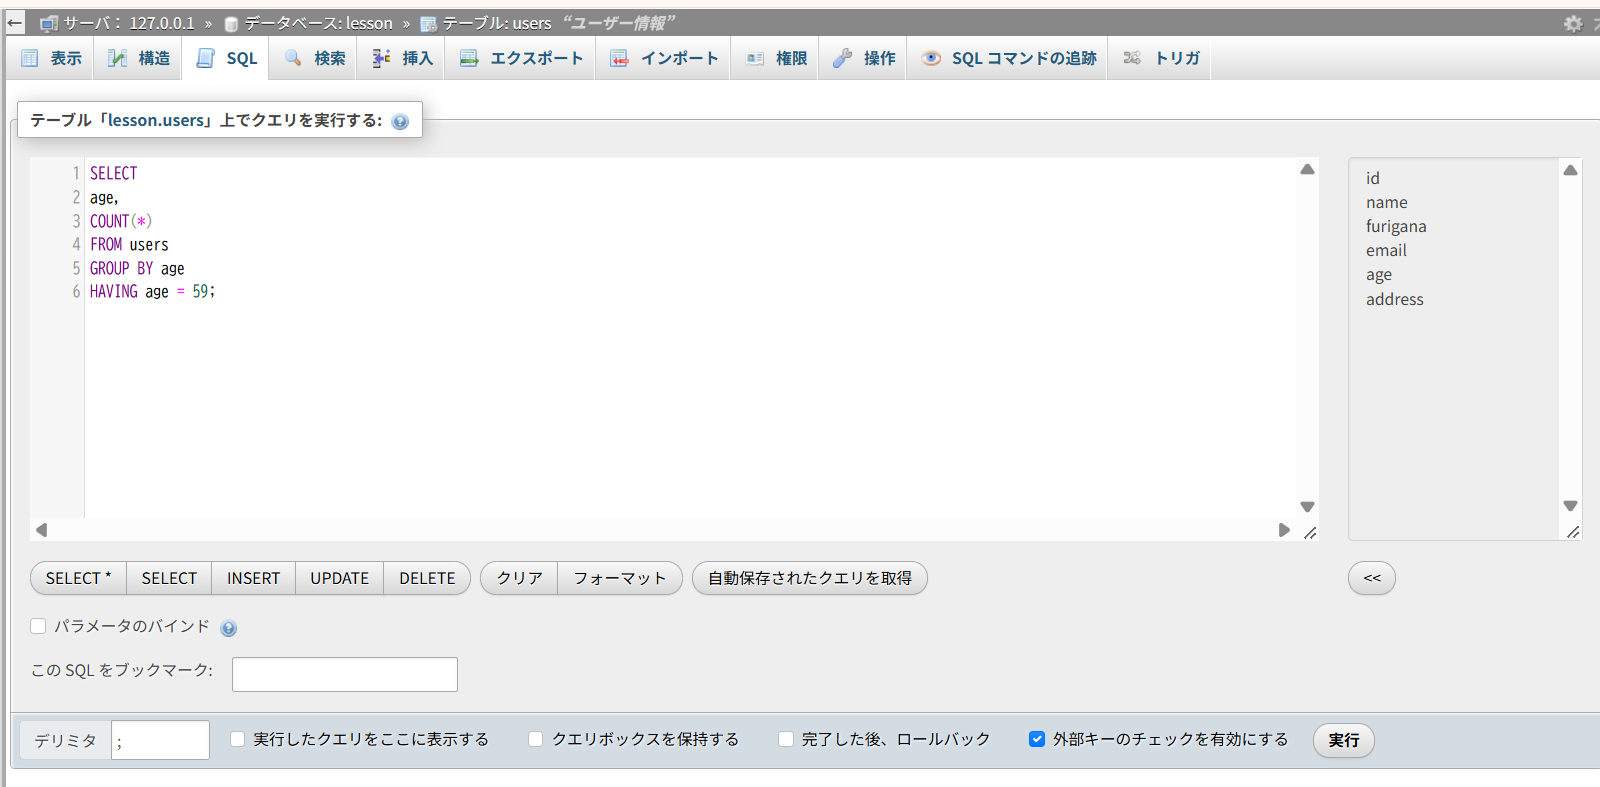 ← サーバ： 127.0.0.1 » データベース: lesson » テーブル: users “ユーザー情報”
表示 構造 SQL 検索 挿入 エクスポート インポート 権限 操作 SQL コマンドの追跡 トリガ
テーブル「lesson.users」上でクエリを実行する:
1 SELECT
2 age,
3 COUNT(*)
4 FROM users
5 GROUP BY age
6 HAVING age = 59;
id
name
furigana
email
age
address
SELECT * SELECT INSERT UPDATE DELETE クリア フォーマット 自動保存されたクエリを取得 <<
パラメータのバインド
この SQL をブックマーク:
デリミタ ; 実行したクエリをここに表示する クエリボックスを保持する 完了した後、ロールバック 外部キーのチェックを有効にする 実行